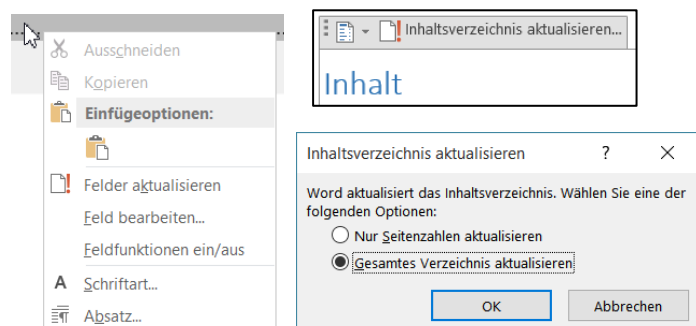 Ausschneiden
Kopieren
Einfügeoptionen:
Felder aktualisieren
Feld bearbeiten...
Feldfunktionen ein/aus
A Schriftart...
Absatz...
Inhaltsverzeichnis aktualisieren...
Inhalt
Inhaltsverzeichnis aktualisieren ? ×
Word aktualisiert das Inhaltsverzeichnis. Wählen Sie eine der
folgenden Optionen:
Nur Seitenzahlen aktualisieren
Gesamtes Verzeichnis aktualisieren
OK Abbrechen